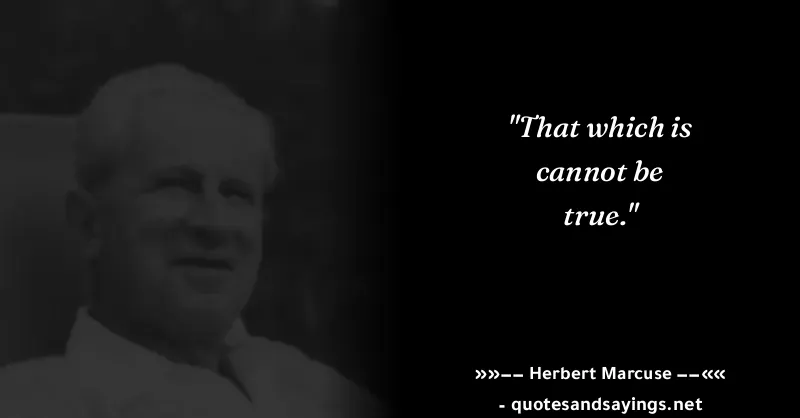 "That which is
cannot be
true."
»»−− Herbert Marcuse −−««
- quotesandsayings.net